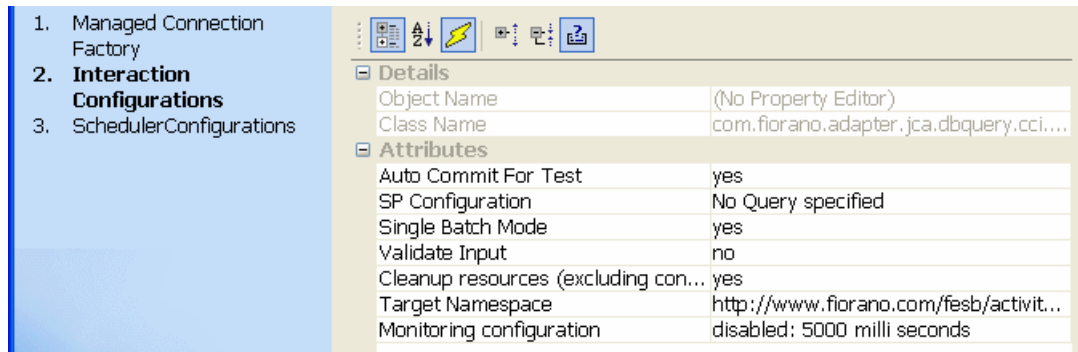 1. Managed Connection
Factory
2. Interaction
Configurations
3. SchedulerConfigurations
Details
Object Name (No Property Editor)
Class Name com.fiorano.adapter.jca.dbquery.cci....
Attributes
Auto Commit For Test yes
SP Configuration No Query specified
Single Batch Mode yes
Validate Input no
Cleanup resources (excluding con... yes
Target Namespace http://www.fiorano.com/fesb/activit...
Monitoring configuration disabled: 5000 milli seconds